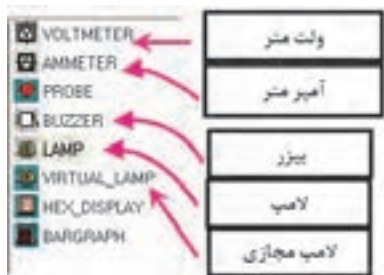 VOLTMETER
AMMETER
PROBE
BUZZER
LAMP
VIRTUAL_LAMP
HEX_DISPLAY
BARGRAPH
ولت متر
آمپر متر
بیزر
لامپ
لامپ مجازی